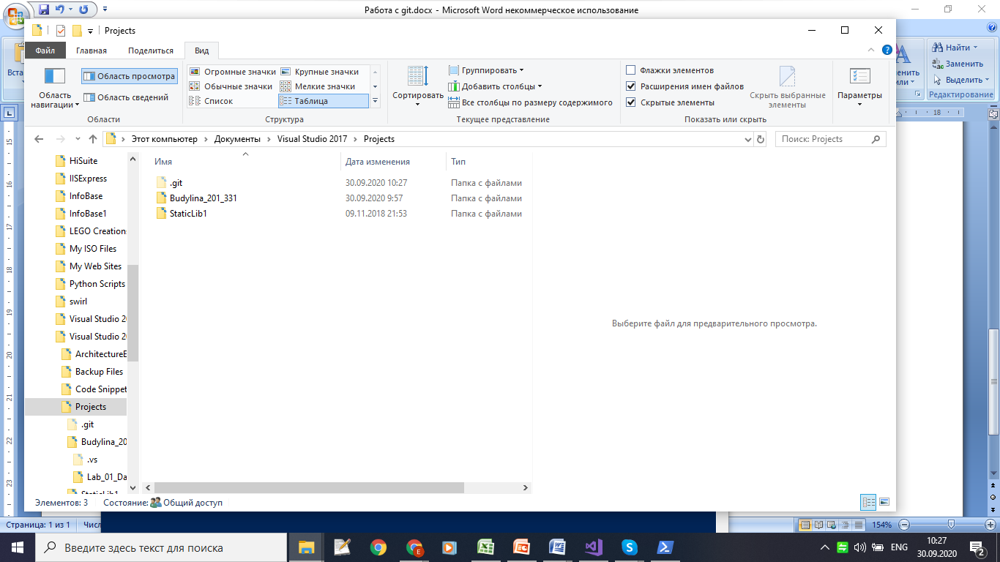 Работа с git.docx - Microsoft Word некоммерческое использование
Projects
Файл Главная Поделиться Вид
Найти
Заменить
Выделить
Редактирование
Область навигации
Область просмотра
Область сведений
Области
Огромные значки Крупные значки
Обычные значки Мелкие значки
Список Таблица
Структура
Сортировать
Группировать
Добавить столбцы
Все столбцы по размеру содержимого
Текущее представление
Флажки элементов
Расширения имен файлов
Скрытые элементы
Скрыть выбранные
элементы
Показать или скрыть
Параметры
Этот компьютер Документы Visual Studio 2017 Projects
Поиск: Projects
HiSuite
IISExpress
InfoBase
InfoBase1
LEGO Creation
My ISO Files
My Web Sites
Python Scripts
swirl
Visual Studio 20
Visual Studio 20
ArchitectureE
Backup Files
Code Snippet
Projects
.git
Budylina_20
.vs
Lab_01_Da
StaticLib1
Имя Дата изменения Тип
.git 30.09.2020 10:27 Папка с файлами
Budylina_201_331 30.09.2020 9:57 Папка с файлами
StaticLib1 09.11.2018 21:53 Папка с файлами
Выберите файл для предварительного просмотра.
Элементов: 3 Состояние: Общий доступ
Страница: 1 из 1 Числ
154%
Введите здесь текст для поиска
ENG
10:27
30.09.2020
2